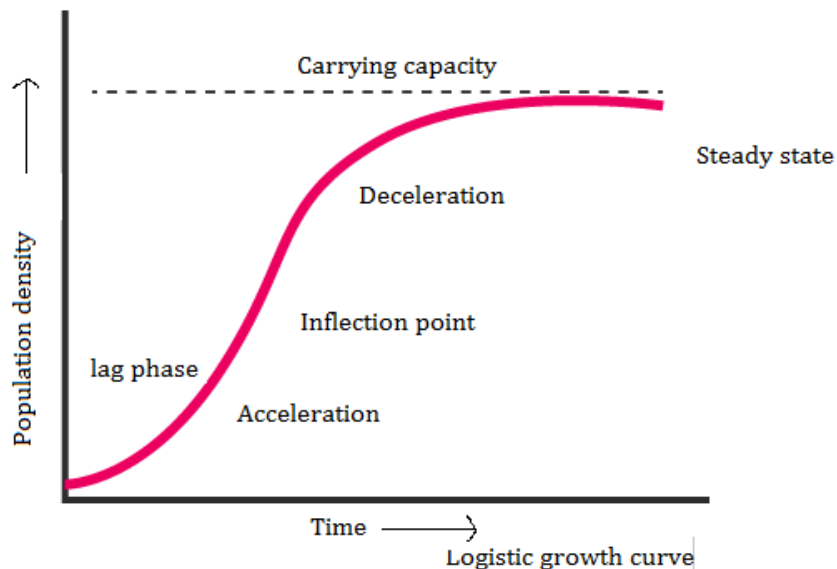 Carrying capacity
Steady state
Deceleration
Population density
Inflection point
lag phase
Acceleration
Time
Logistic growth curve